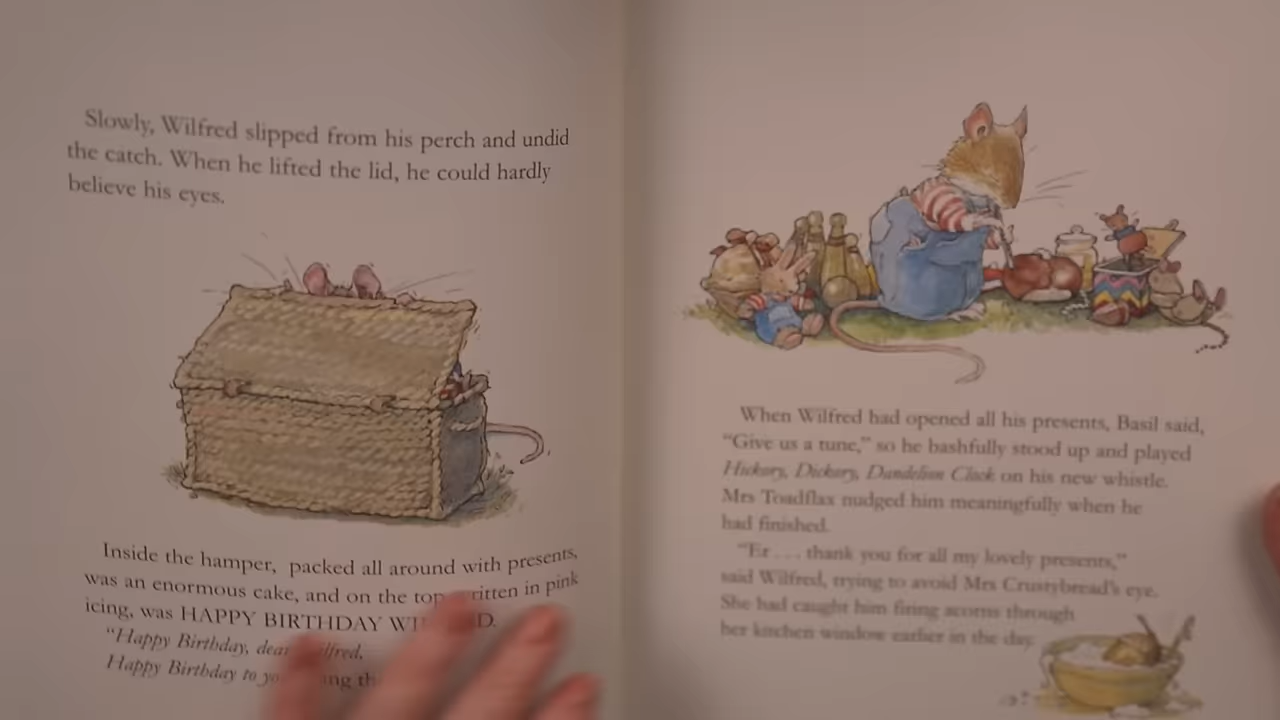 Slowly, Wilfred slipped from his perch and undid
the catch. When he lifted the lid, he could hardly
believe his eyes.
Inside the hamper, packed all around with presents,
was an enormous cake, and on the top, in pink
icing, was HAPPY BIRTHDAY
"Happy Birthday, dear
Happy Birthday to
When Wilfred had opened all his presents, Basil said,
"Give us a tune," so he bashfully stood up and played
Hickory, Dickory, Dandelion Clock on his new whistle.
Mrs Toadflax nudged him meaningfully when he
had finished.
"Er . . . thank you for all my lovely presents,"
said Wilfred, trying to avoid Mrs Crustybread's eye.
She had caught him firing acorns through
her kitchen window earlier in the day.